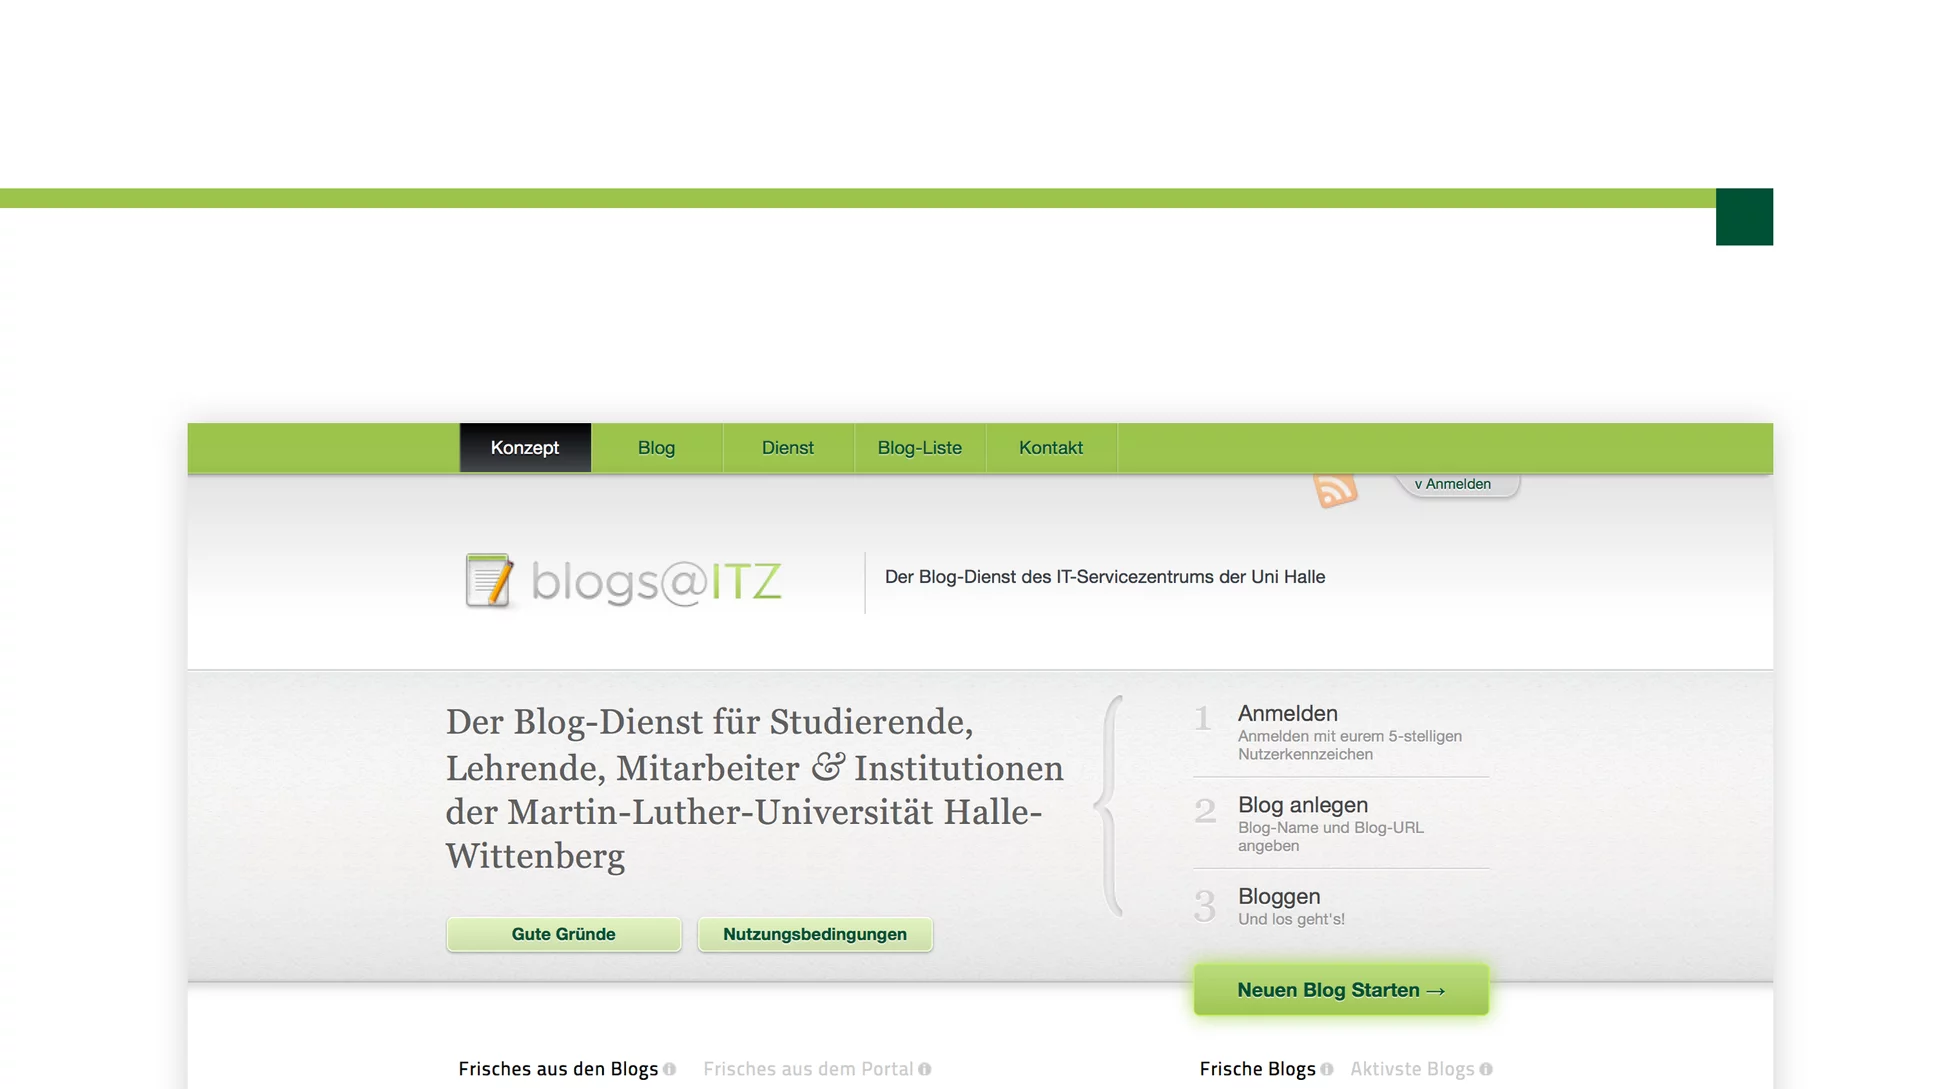 Konzept
Blog
Dienst
Blog-Liste
Kontakt
v Anmelden
blogs@ITZ
Der Blog-Dienst des IT-Servicezentrums der Uni Halle
Der Blog-Dienst für Studierende,
Lehrende, Mitarbeiter & Institutionen
der Martin-Luther-Universität Halle-
Wittenberg
Gute Gründe
Nutzungsbedingungen
1
Anmelden
Anmelden mit eurem 5-stelligen
Nutzerkennzeichen
2
Blog anlegen
Blog-Name und Blog-URL
angeben
3
Bloggen
Und los geht's!
Neuen Blog Starten →
Frisches aus den Blogs
Frisches aus dem Portal
Frische Blogs
Aktivste Blogs